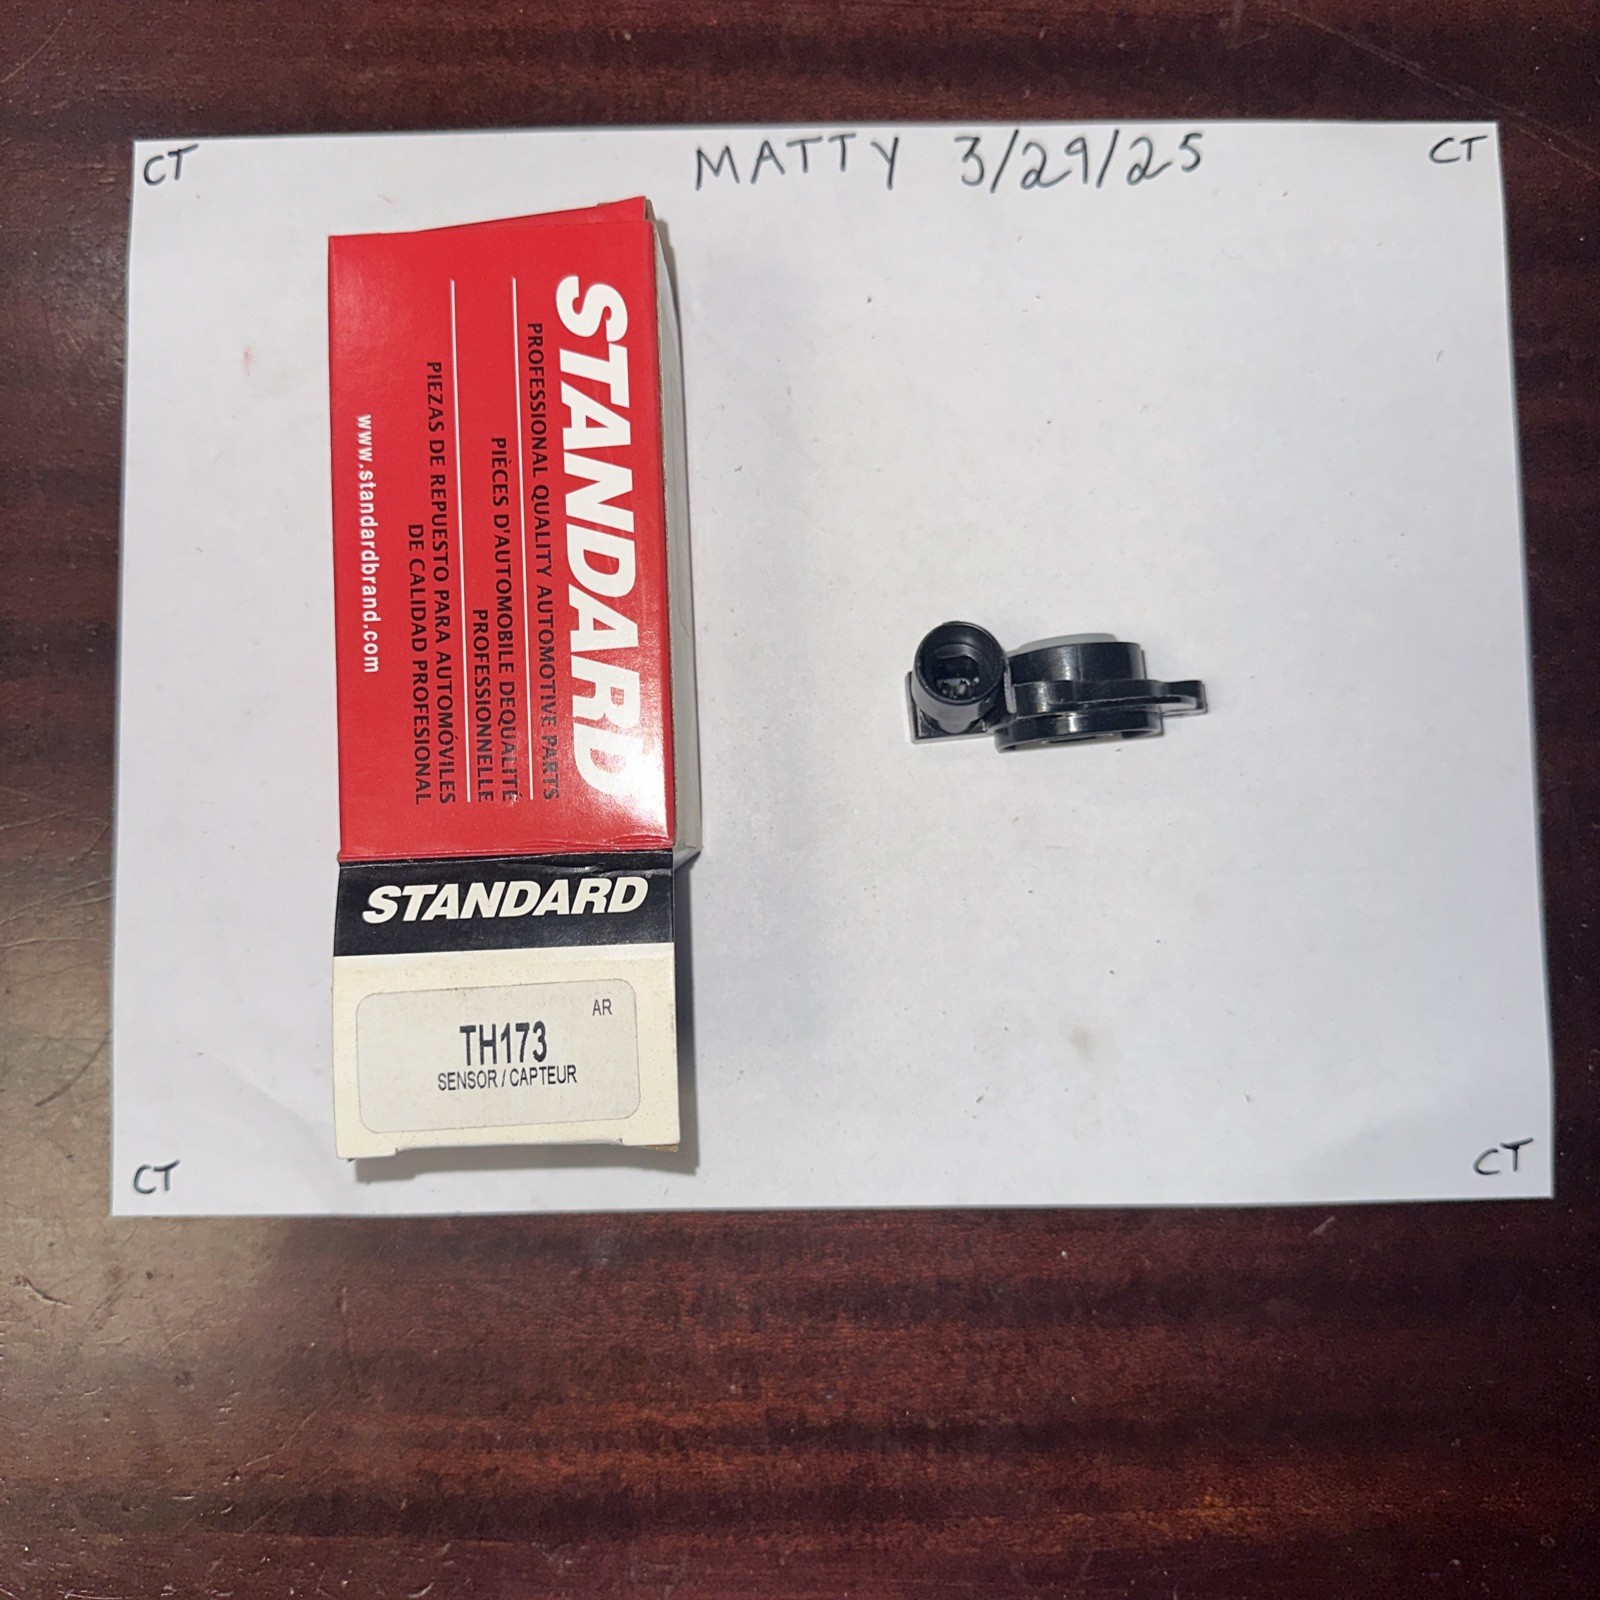 CT
MATTY 3/29/25
CT
STANDARD
PROFESSIONAL QUALITY AUTOMOTIVE PARTS
PIÈCES D'AUTOMOBILE DEQUALITÉ
PROFESSIONNELLE
PIEZAS DE REPUESTO PARA AUTOMÓVILES
DE CALIDAD PROFESIONAL
www.standardbrand.com
STANDARD
AR
TH173
SENSOR / CAPTEUR
CT
CT